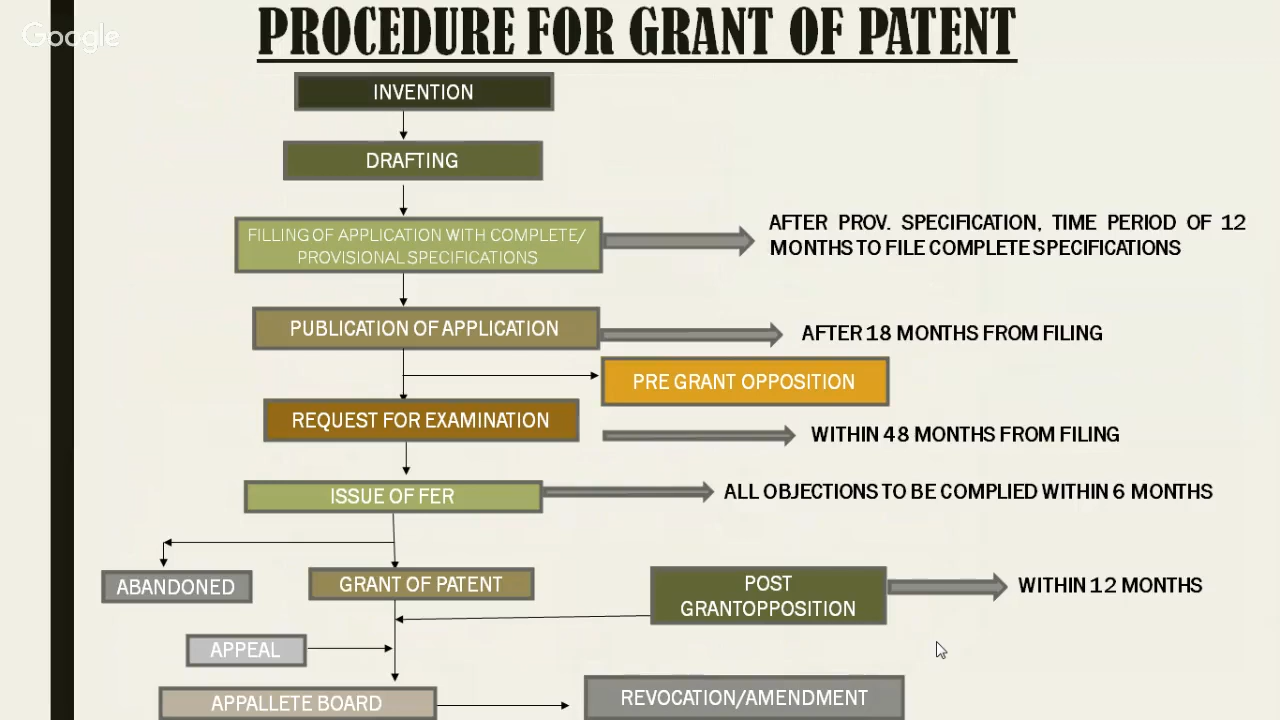 Google
PROCEDURE FOR GRANT OF PATENT
INVENTION
DRAFTING
FILLING OF APPLICATION WITH COMPLETE/
PROVISIONAL SPECIFICATIONS
AFTER PROV. SPECIFICATION, TIME PERIOD OF 12
MONTHS TO FILE COMPLETE SPECIFICATIONS
PUBLICATION OF APPLICATION
AFTER 18 MONTHS FROM FILING
PRE GRANT OPPOSITION
REQUEST FOR EXAMINATION
WITHIN 48 MONTHS FROM FILING
ISSUE OF FER
ALL OBJECTIONS TO BE COMPLIED WITHIN 6 MONTHS
ABANDONED
GRANT OF PATENT
POST
GRANTOPPOSITION
WITHIN 12 MONTHS
APPEAL
APPALLETE BOARD
REVOCATION/AMENDMENT